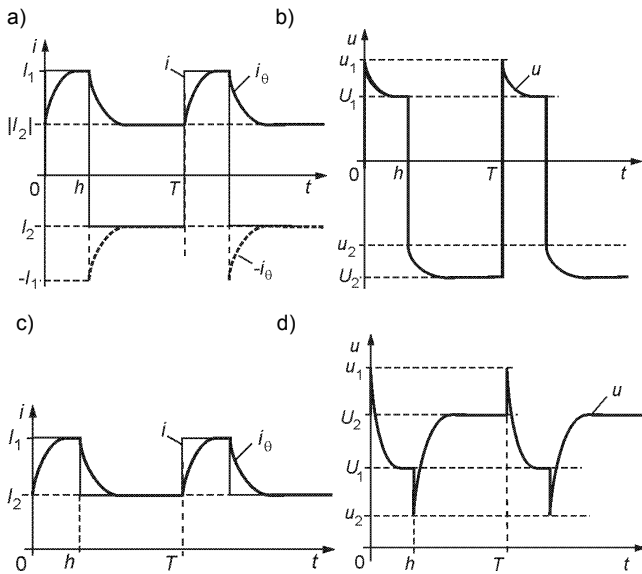 a)
i
I₁
|I₂|
0
h
T
t
i
iθ
I₂
-I₁
-iθ
b)
u
u₁
U₁
0
h
T
t
u
u₂
U₂
c)
i
I₁
I₂
0
h
T
t
i
iθ
d)
u
u₁
U₂
U₁
u₂
0
h
T
t
u